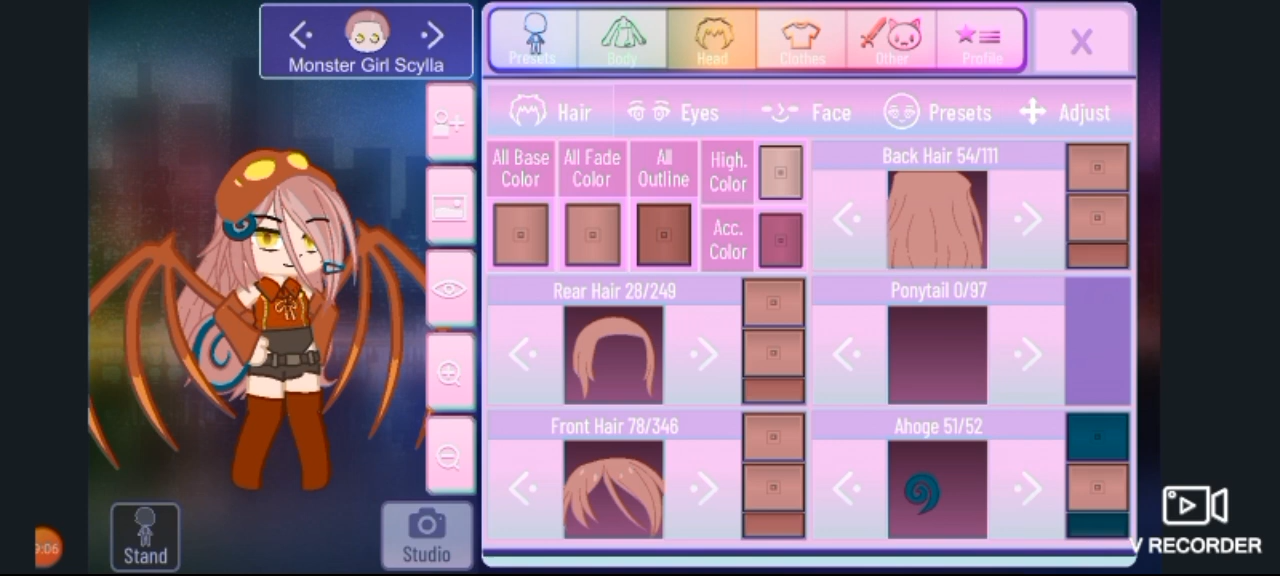 Monster Girl Scylla
Presets
Body
Head
Clothes
Other
Profile
X
Hair
Eyes
Face
Presets
Adjust
All Base
Color
All Fade
Color
All
Outline
High.
Color
Acc.
Color
Back Hair 54/111
Rear Hair 28/249
Ponytail 0/97
Front Hair 78/346
Ahoge 51/52
Stand
Studio
9:06
V RECORDER